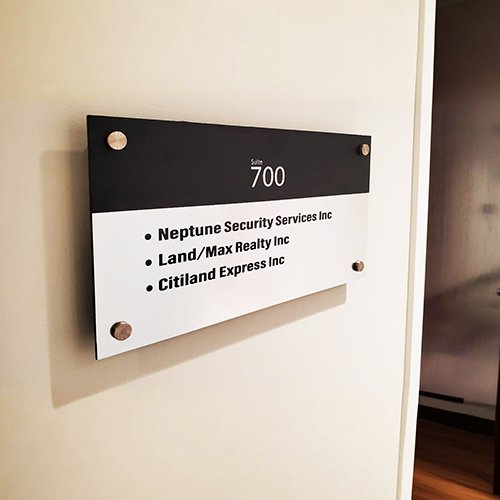 Suite
700
• Neptune Security Services Inc
• Land/Max Realty Inc
• Citiland Express Inc